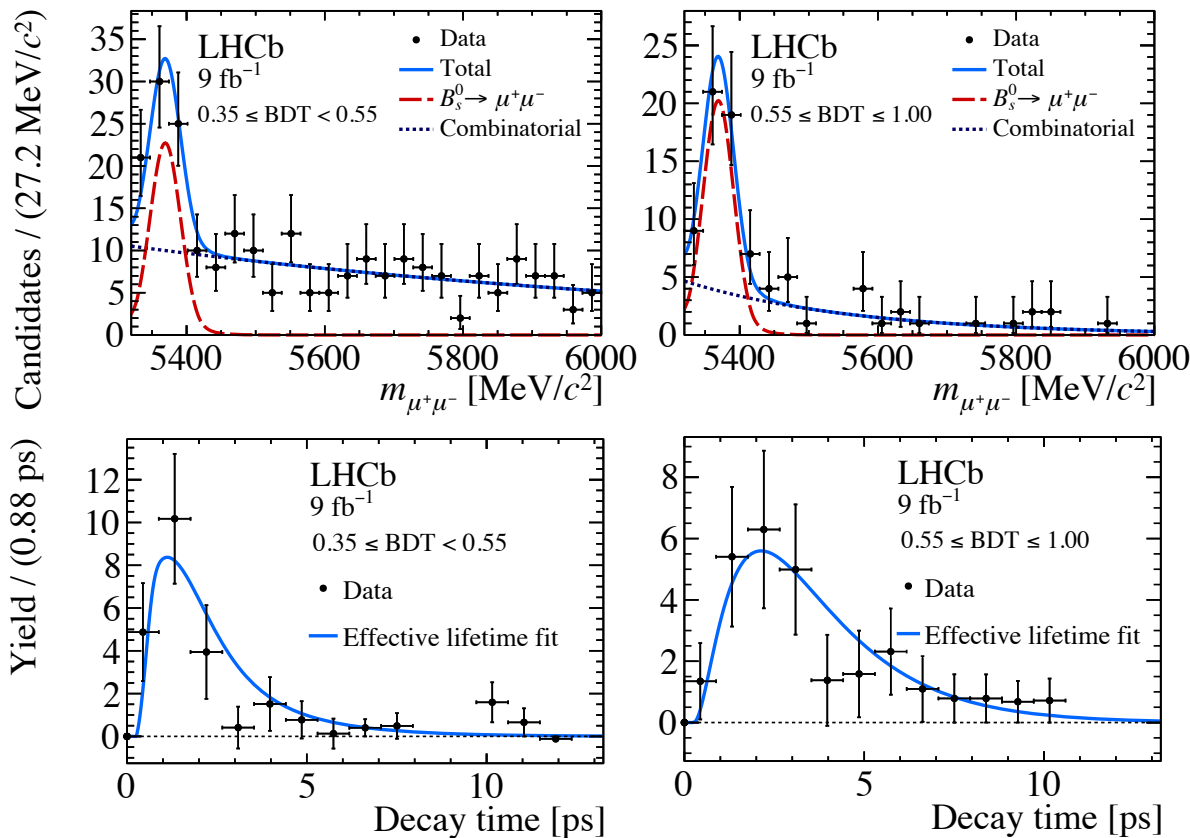 Candidates / (27.2 MeV/c²)
35
30
25
20
15
10
5
0
LHCb
9 fb⁻¹
0.35 ≤ BDT < 0.55
Data
Total
B⁰ₛ → μ⁺μ⁻
Combinatorial
5400 5600 5800 6000
m_μ⁺μ⁻ [MeV/c²]
25
20
15
10
5
0
LHCb
9 fb⁻¹
0.55 ≤ BDT ≤ 1.00
Data
Total
B⁰ₛ → μ⁺μ⁻
Combinatorial
5400 5600 5800 6000
m_μ⁺μ⁻ [MeV/c²]
Yield / (0.88 ps)
12
10
8
6
4
2
0
LHCb
9 fb⁻¹
0.35 ≤ BDT < 0.55
Data
Effective lifetime fit
0 5 10
Decay time [ps]
8
6
4
2
0
LHCb
9 fb⁻¹
0.55 ≤ BDT ≤ 1.00
Data
Effective lifetime fit
0 5 10
Decay time [ps]